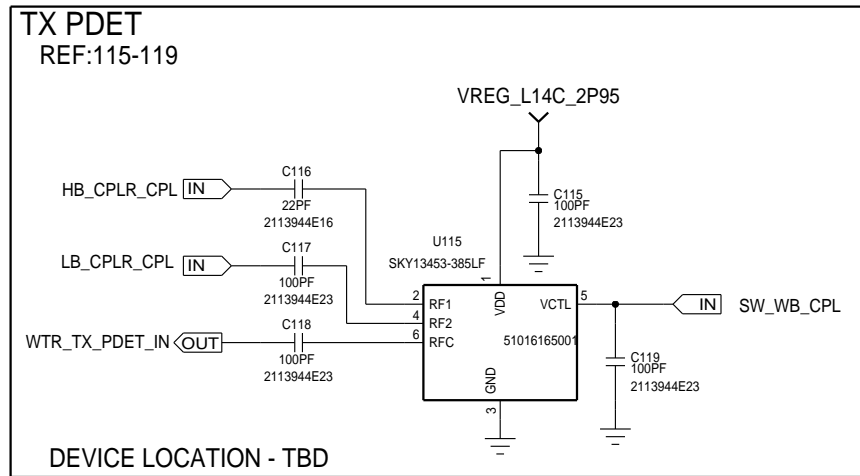 TX PDET
REF:115-119
VREG_L14C_2P95
C116
HB_CPLR_CPL IN
22PF
2113944E16
C115
100PF
2113944E23
C117
LB_CPLR_CPL IN
100PF
2113944E23
U115
SKY13453-385LF
1
VDD
2 RF1
4 RF2
6 RFC
VCTL 5
IN SW_WB_CPL
C118
WTR_TX_PDET_IN OUT
100PF
2113944E23
51016165001
GND
3
C119
100PF
2113944E23
DEVICE LOCATION - TBD